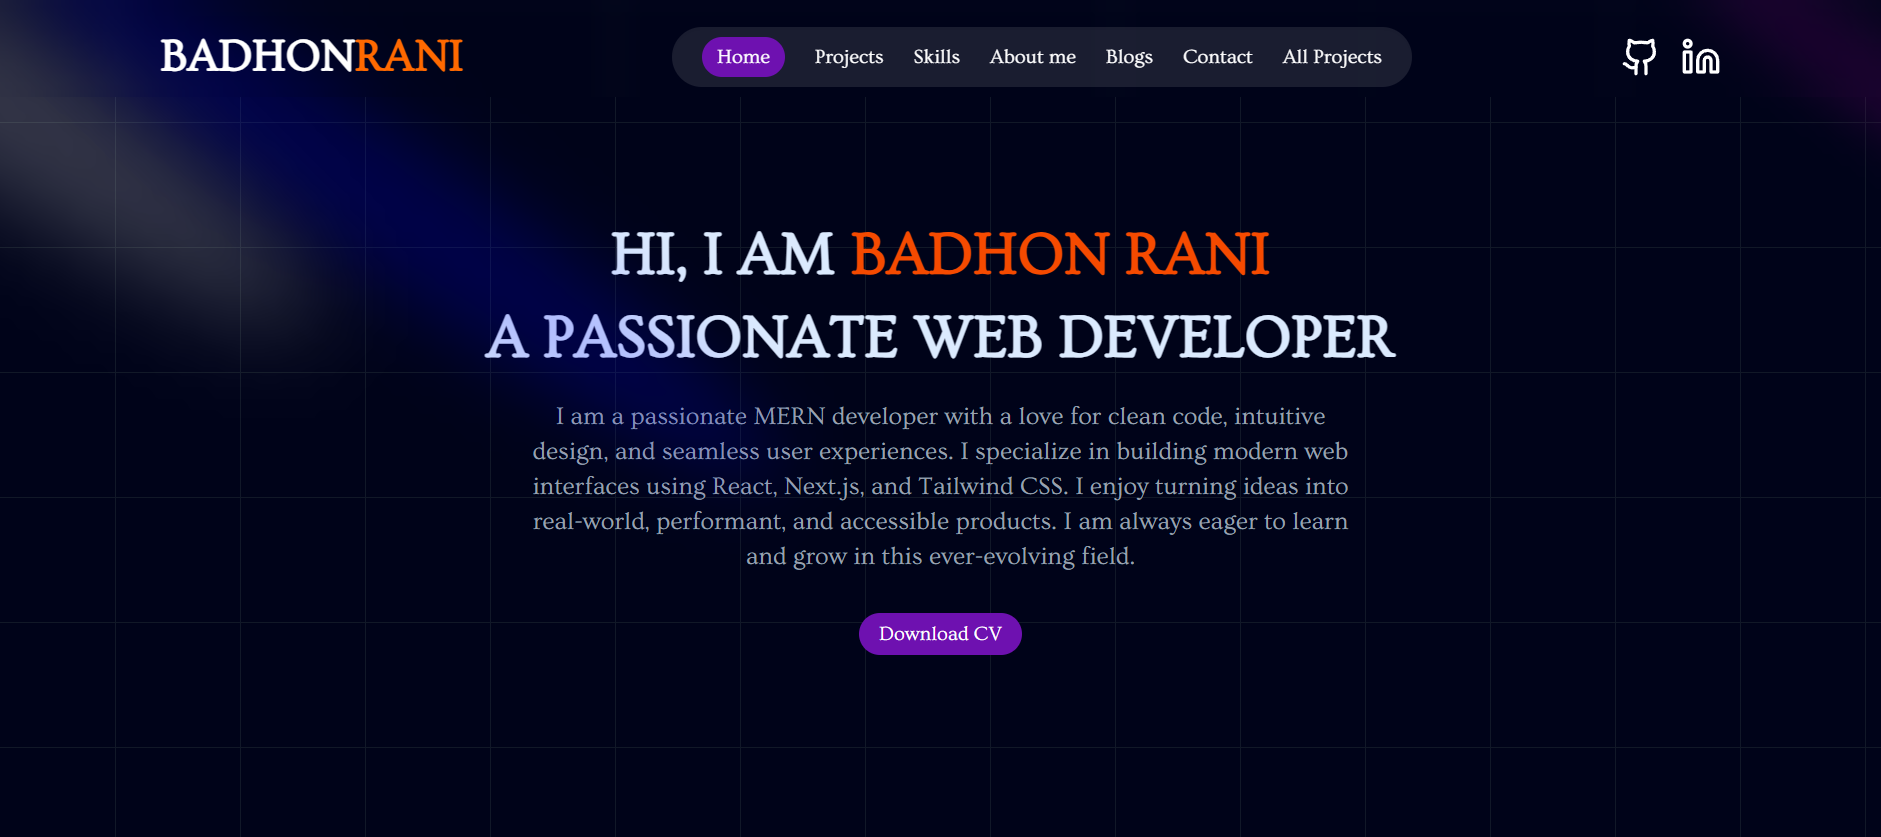 BADHONRANI
Home Projects Skills About me Blogs Contact All Projects
HI, I AM BADHON RANI
A PASSIONATE WEB DEVELOPER
I am a passionate MERN developer with a love for clean code, intuitive
design, and seamless user experiences. I specialize in building modern web
interfaces using React, Next.js, and Tailwind CSS. I enjoy turning ideas into
real-world, performant, and accessible products. I am always eager to learn
and grow in this ever-evolving field.
Download CV